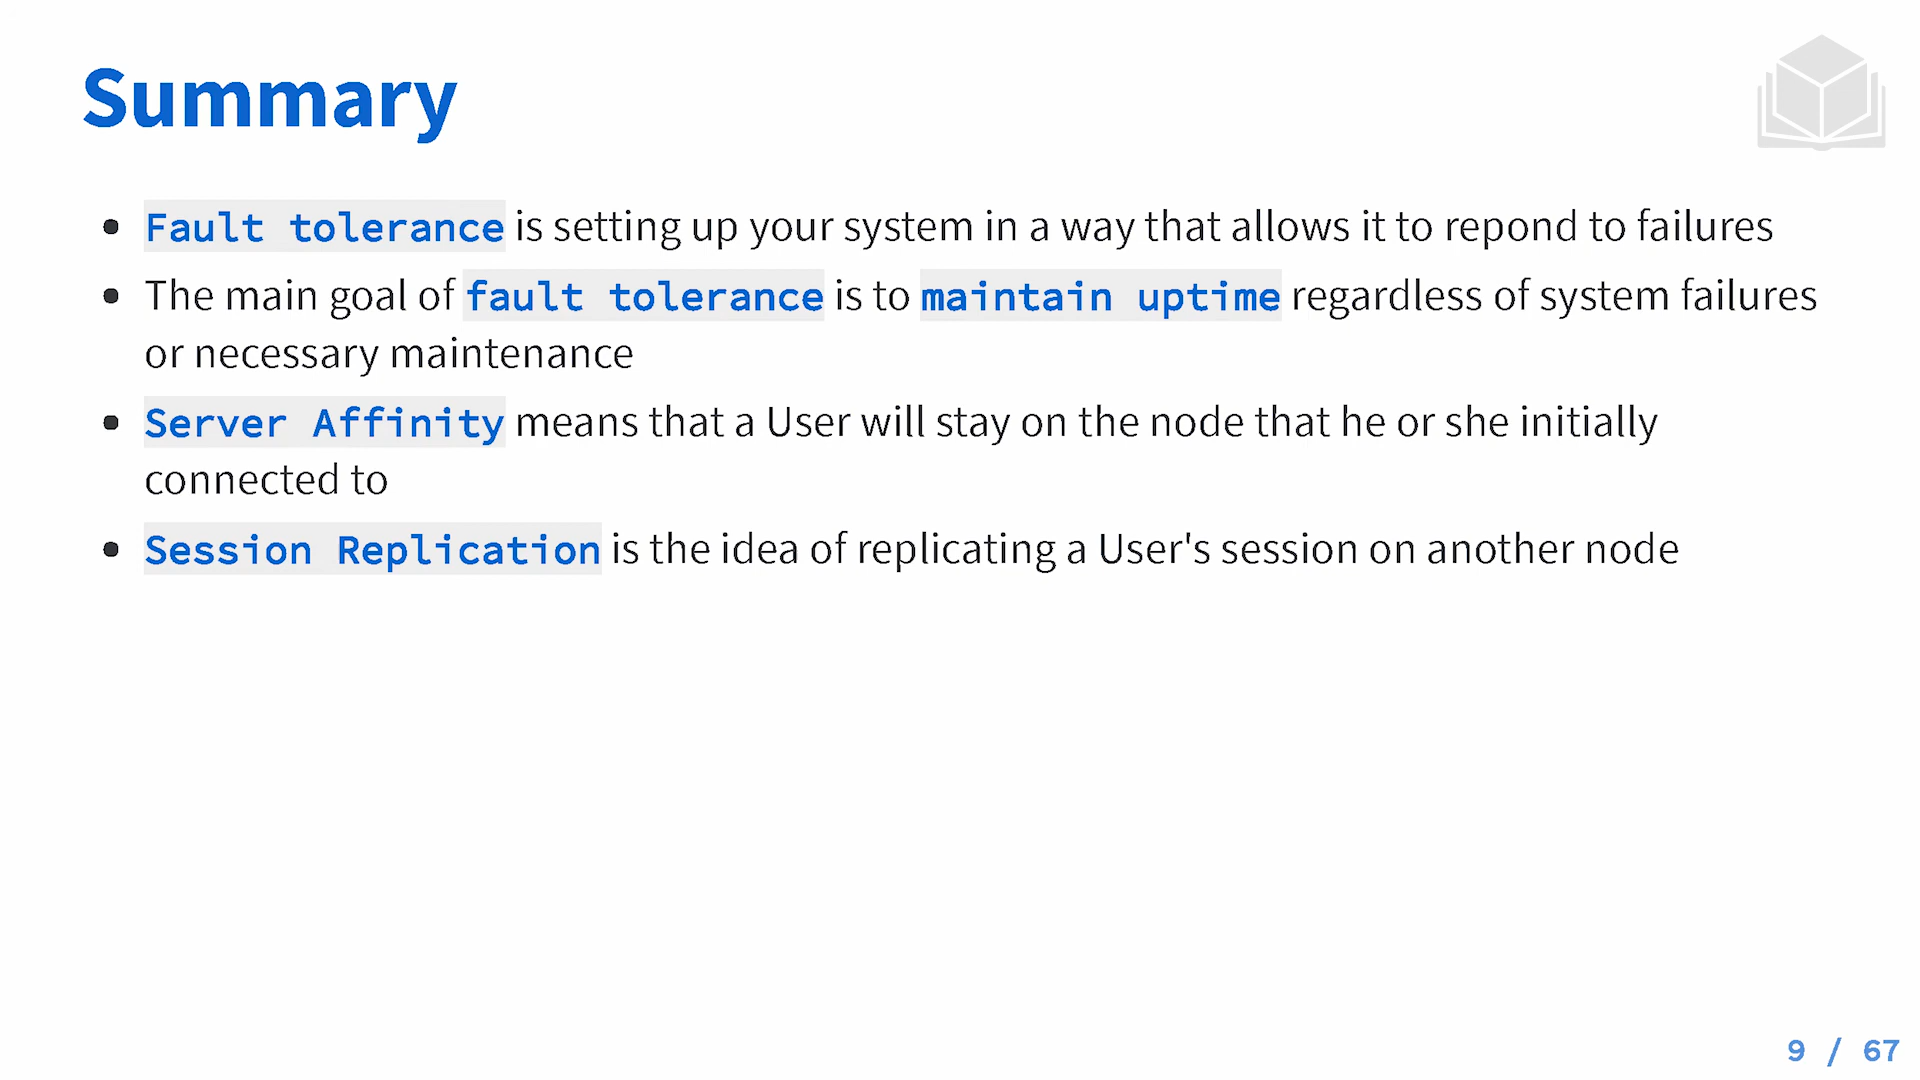 Summary
• Fault tolerance is setting up your system in a way that allows it to repond to failures
• The main goal of fault tolerance is to maintain uptime regardless of system failures
or necessary maintenance
• Server Affinity means that a User will stay on the node that he or she initially
connected to
• Session Replication is the idea of replicating a User's session on another node
9 / 67